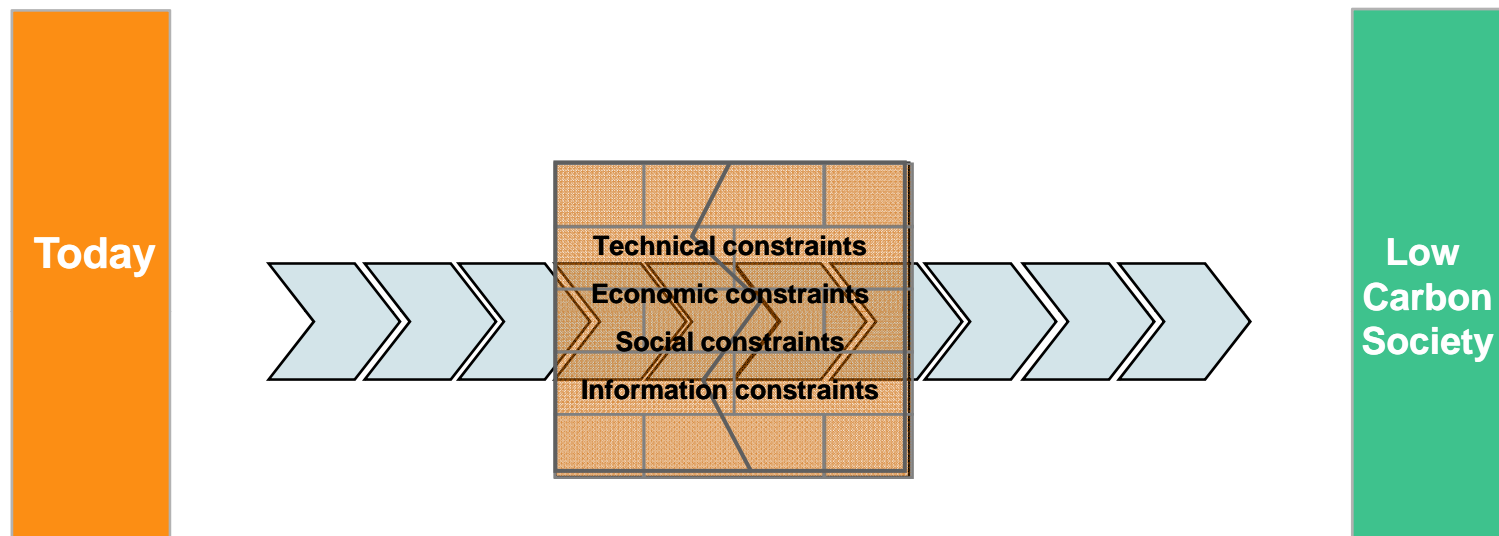 Today
Technical constraints
Economic constraints
Social constraints
Information constraints
Low
Carbon
Society